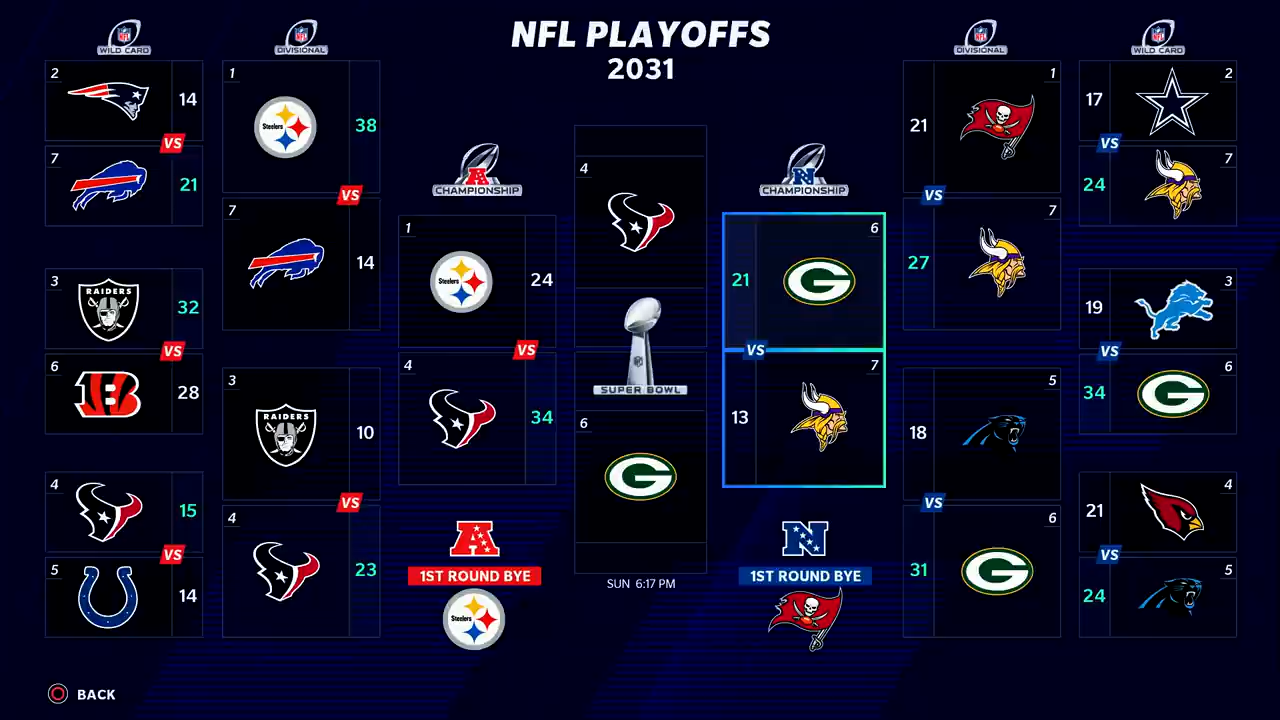 NFL PLAYOFFS
2031
WILD CARD
2
14
VS
7
21
3
32
RAIDERS
VS
6
28
4
15
VS
5
14
DIVISIONAL
1
Steelers
38
VS
7
14
3
RAIDERS
10
VS
4
23
CHAMPIONSHIP
1
Steelers
24
VS
4
34
1ST ROUND BYE
Steelers
4
SUPER BOWL
6
SUN 6:17 PM
CHAMPIONSHIP
6
21
VS
7
13
1ST ROUND BYE
DIVISIONAL
1
21
VS
7
27
5
18
VS
6
31
WILD CARD
17
2
VS
24
7
19
3
VS
34
6
21
4
VS
24
5
BACK